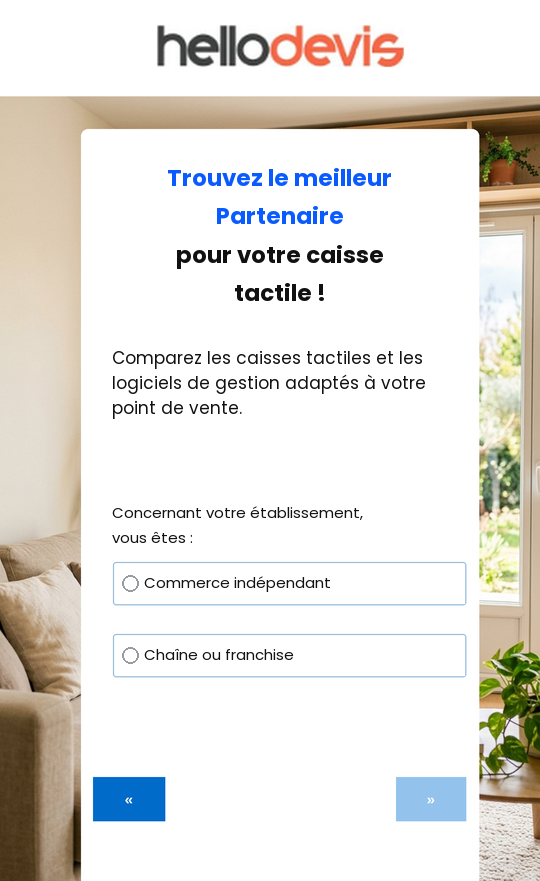 hellodevis
Trouvez le meilleur
Partenaire
pour votre caisse
tactile !
Comparez les caisses tactiles et les
logiciels de gestion adaptés à votre
point de vente.
Concernant votre établissement,
vous êtes :
Commerce indépendant
Chaîne ou franchise
« »